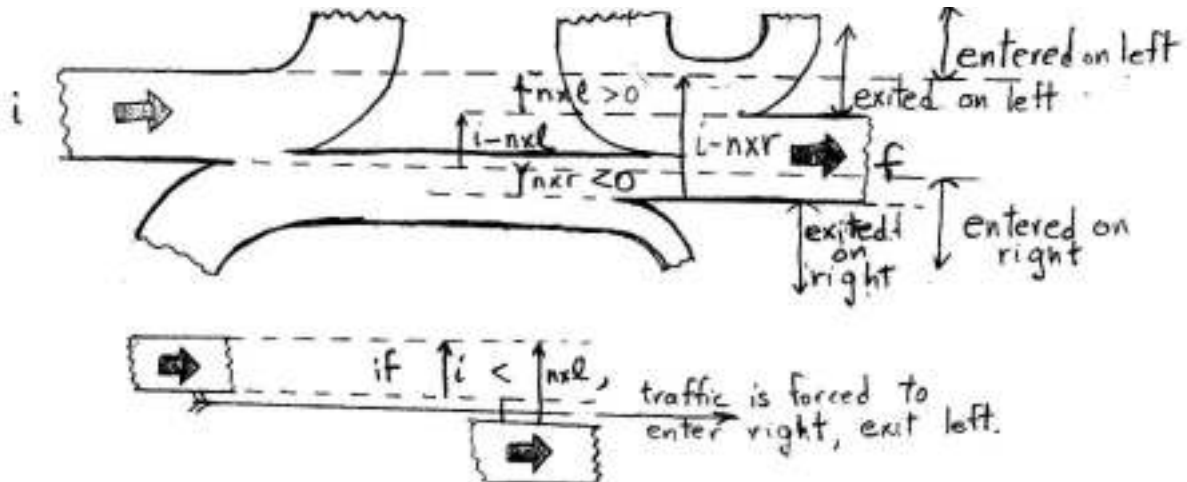 entered on left
exited on left
i
nxl >0
i-nxl
i-nxr
f
nxr <0
exited
on
right
entered on
right
if i < nxl,
traffic is forced to
enter right, exit left.